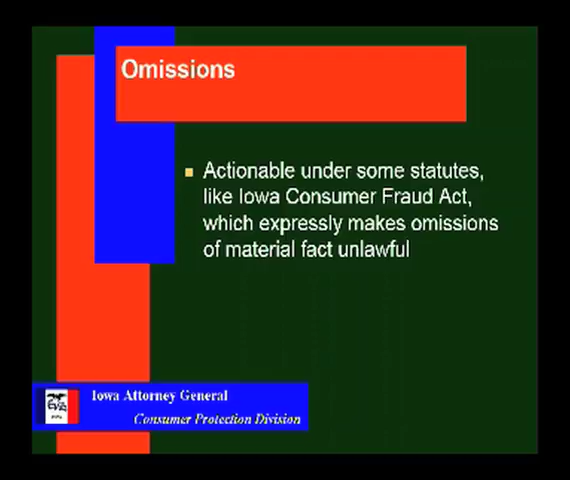 Omissions
Actionable under some statutes,
like Iowa Consumer Fraud Act,
which expressly makes omissions
of material fact unlawful
Iowa Attorney General
Consumer Protection Division